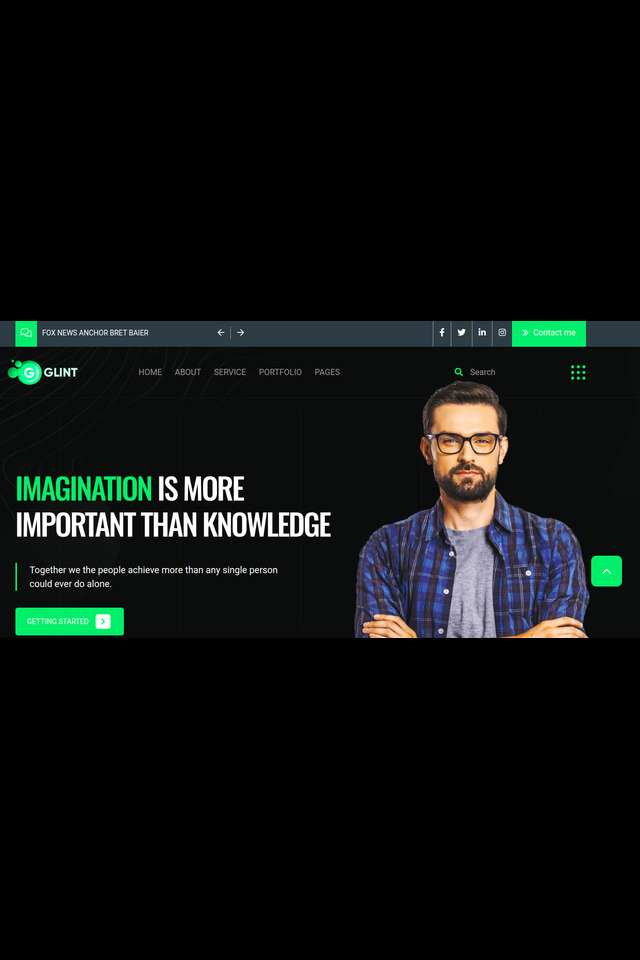 FOX NEWS ANCHOR BRET BAIER
Contact me
G GLINT
HOME ABOUT SERVICE PORTFOLIO PAGES
Search
IMAGINATION IS MORE
IMPORTANT THAN KNOWLEDGE
Together we the people achieve more than any single person
could ever do alone.
GETTING STARTED